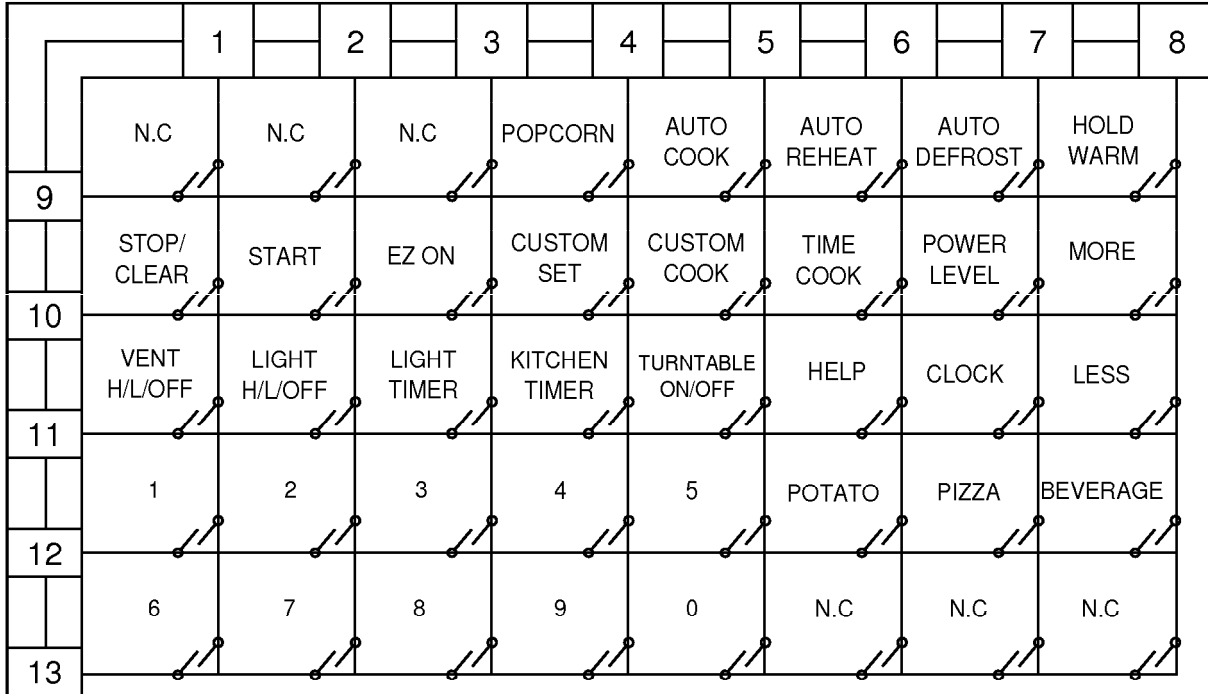 1 2 3 4 5 6 7 8
N.C N.C N.C POPCORN AUTO COOK AUTO REHEAT AUTO DEFROST HOLD WARM
9
STOP/ CLEAR START EZ ON CUSTOM SET CUSTOM COOK TIME COOK POWER LEVEL MORE
10
VENT H/L/OFF LIGHT H/L/OFF LIGHT TIMER KITCHEN TIMER TURNTABLE ON/OFF HELP CLOCK LESS
11
1 2 3 4 5 POTATO PIZZA BEVERAGE
12
6 7 8 9 0 N.C N.C N.C
13